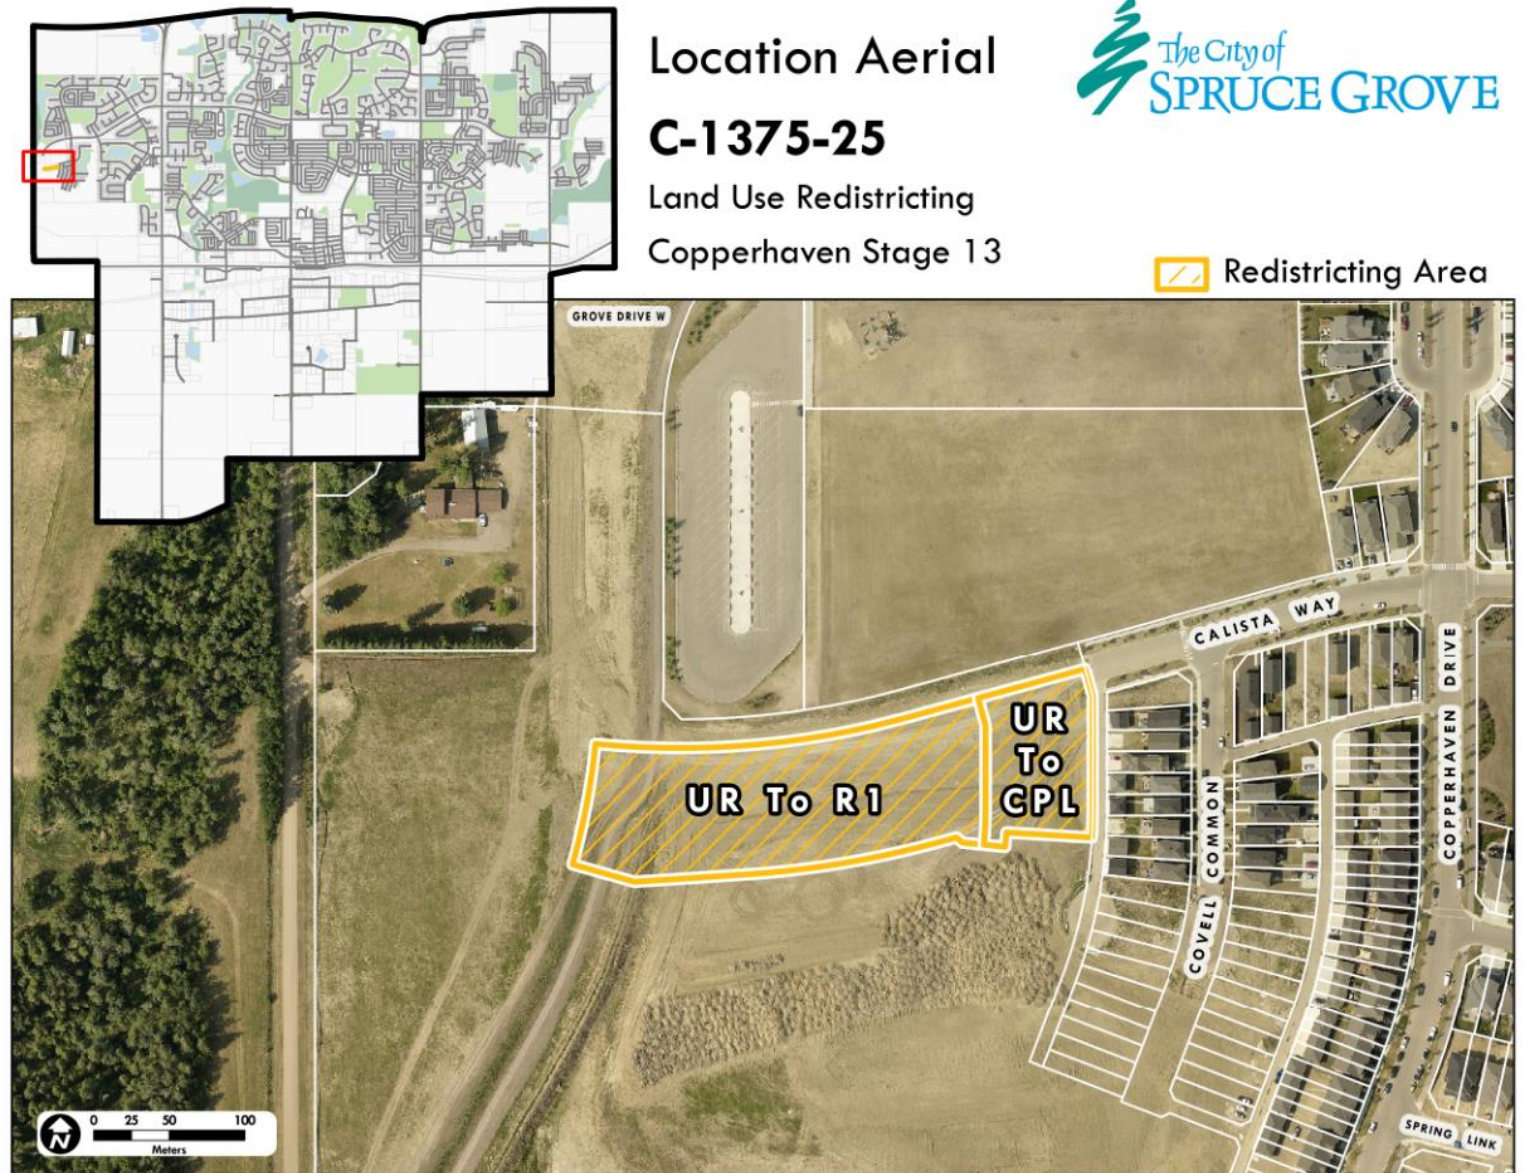 Location Aerial
C-1375-25
Land Use Redistricting
Copperhaven Stage 13
The City of
SPRUCE GROVE
Redistricting Area
GROVE DRIVE W
CALISTA WAY
COPPERHAVEN DRIVE
UR
To
CPL
UR To R1
COVELL COMMON
SPRING LINK
N
0 25 50 100
Meters